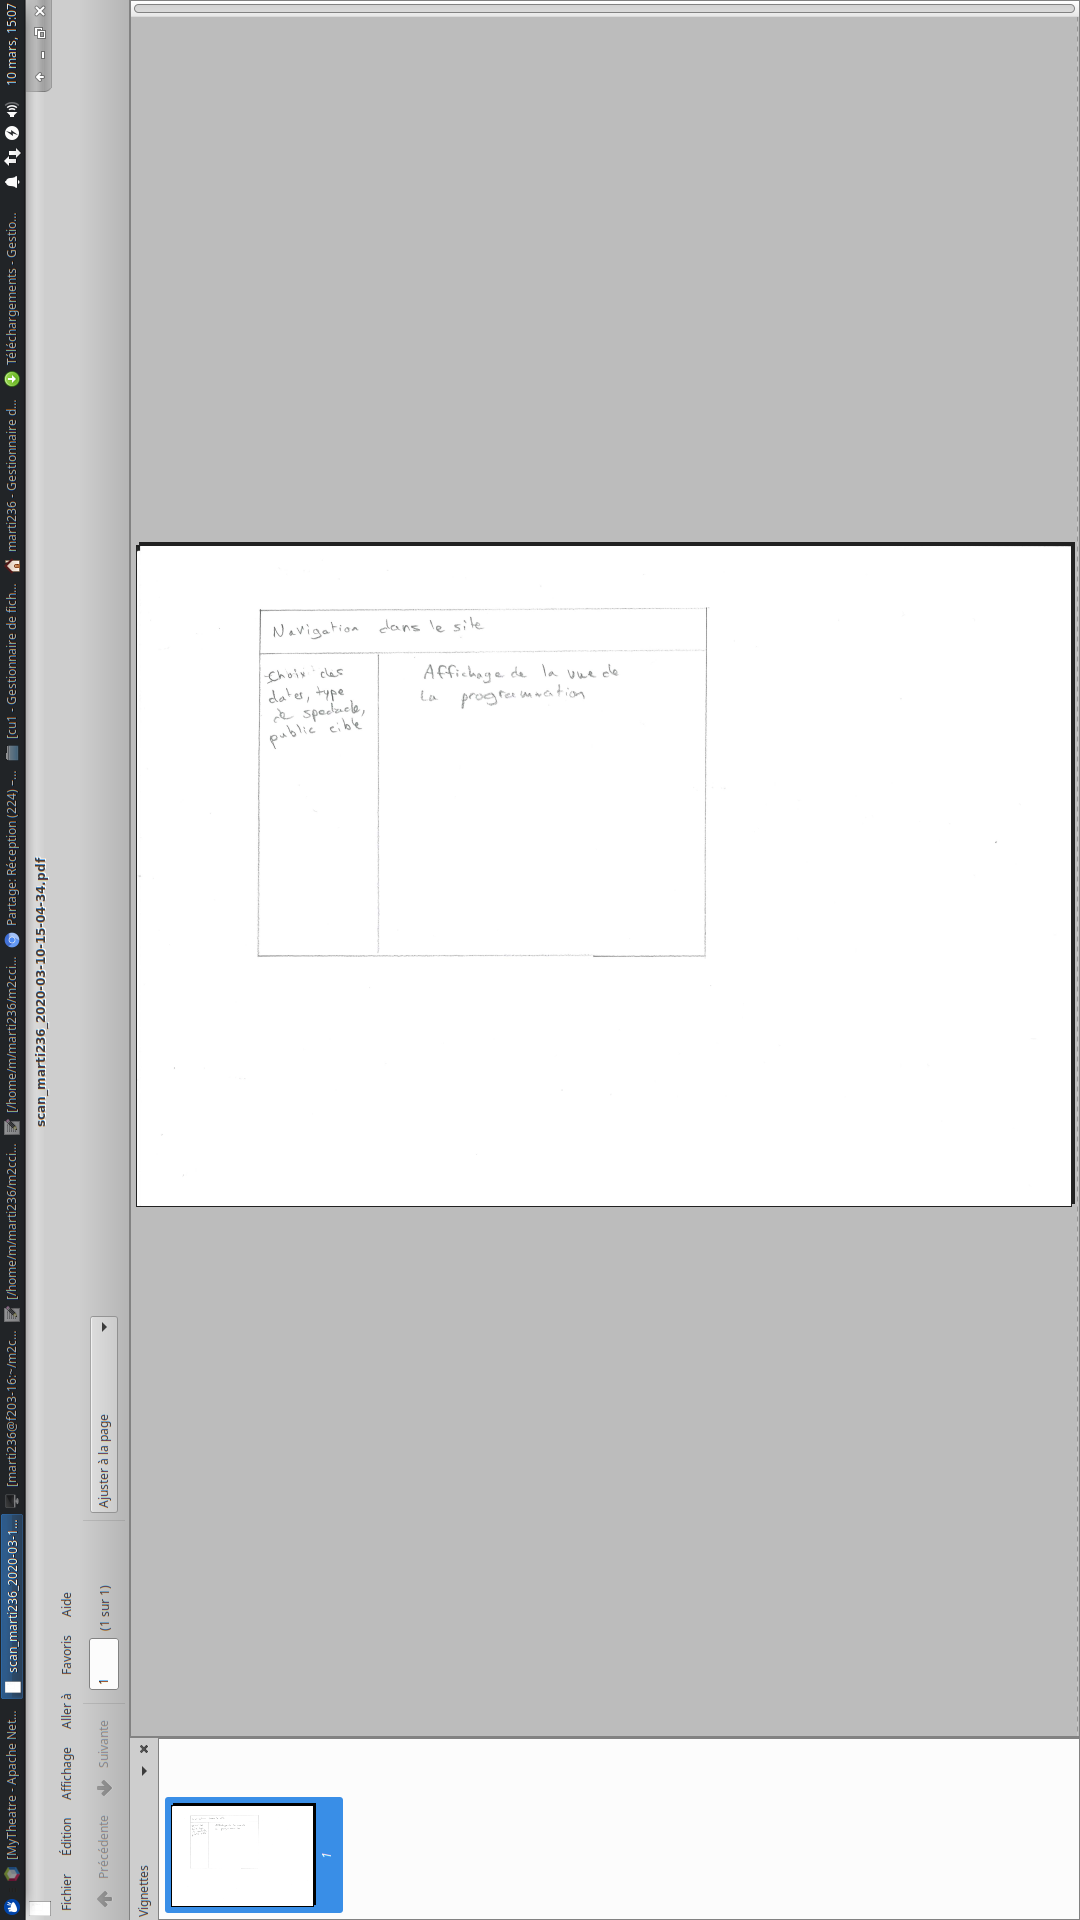 [MyTheatre - Apache Net...
scan_marti236_2020-03-1...
[marti236@f203-16:~/m2c...
[/home/m/marti236/m2cci...
[/home/m/marti236/m2cci...
Partage: Réception (224) –...
[cu1 - Gestionnaire de fich...
marti236 - Gestionnaire d...
Téléchargements - Gestio...
10 mars, 15:07
scan_marti236_2020-03-10-15-04-34.pdf
Fichier Édition Affichage Aller à Favoris Aide
Précédente Suivante 1 (1 sur 1) Ajuster à la page
Vignettes
1
Navigation dans le site
Choix des
dates, type
de spectacle,
public cible
Affichage de la vue de
la programmation